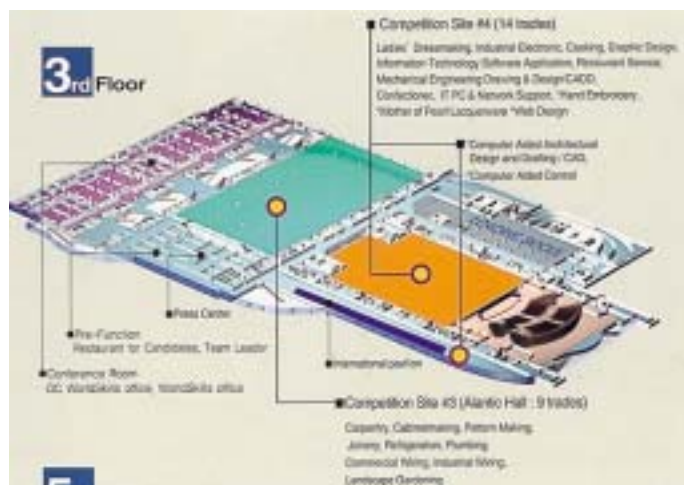 3rd Floor
Competition Site #4 (14 trades)
Ladies' Dressmaking, Industrial Electronic, Cooking, Graphic Design,
Information Technology Software Application, Restaurant Service,
Mechanical Engineering Drawing & Design/CADD,
Confectioner, IT PC & Network Support, *Hand Embroidery,
*Mother of Pearl Lacquerware *Web Design
*Computer Aided Architectural
Design and Drafting / CAD,
*Computer Aided Control
Press Center
Pre-Function
Restaurant for Candidates, Team Leader
Conference Room
OC WorldSkills office, WorldSkills office
International pavilion
Competition Site #3 (Alantic Hall : 9 trades)
Carpentry, Cabinetmaking, Pattern Making,
Joinery, Refrigeration, Plumbing
Commercial Wiring, Industrial Wiring,
Landscape Gardening
5